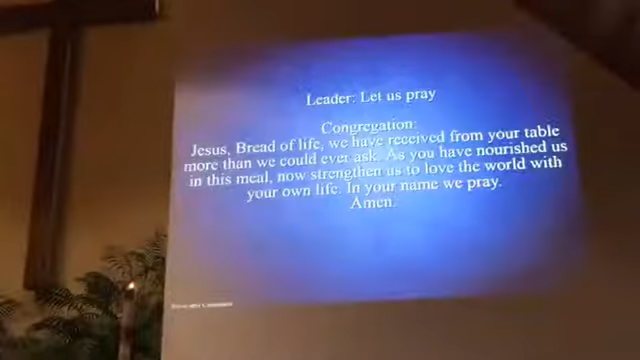 Leader: Let us pray
Congregation:
Jesus, Bread of life, we have received from your table
more than we could ever ask. As you have nourished us
in this meal, now strengthen us to love the world with
your own life. In your name we pray.
Amen.